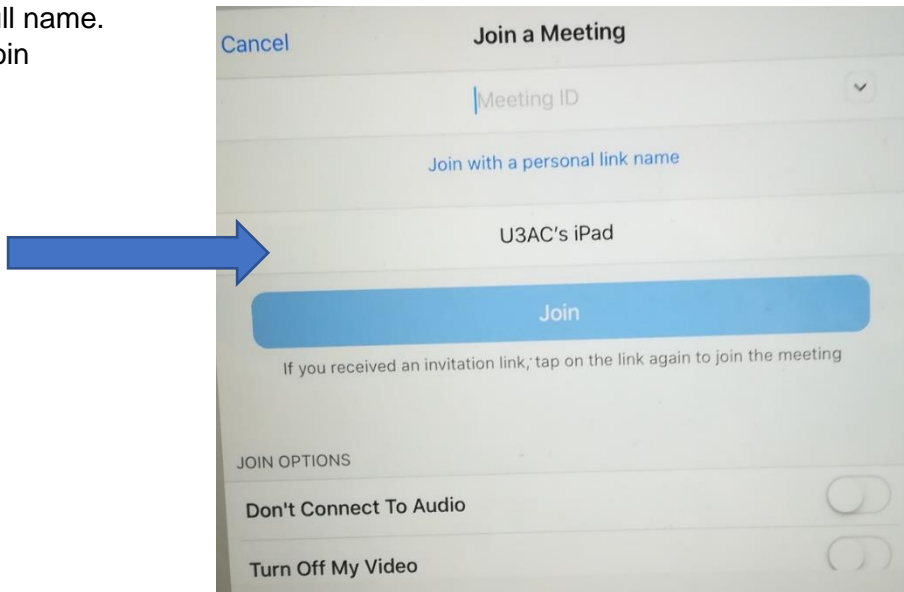 ll name.
oin
Cancel
Join a Meeting
Meeting ID
Join with a personal link name
U3AC's iPad
Join
If you received an invitation link, tap on the link again to join the meeting
JOIN OPTIONS
Don't Connect To Audio
Turn Off My Video